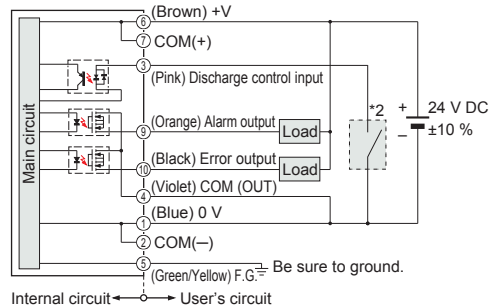 (Brown) +V
6
7 COM(+)
3
(Pink) Discharge control input
*2
+ 24 V DC
– ±10 %
Main circuit
(Orange) Alarm output
9
Load
(Black) Error output
10
Load
(Violet) COM (OUT)
4
(Blue) 0 V
1
2 COM(–)
5
(Green/Yellow) F.G.
Be sure to ground.
Internal circuit
User's circuit